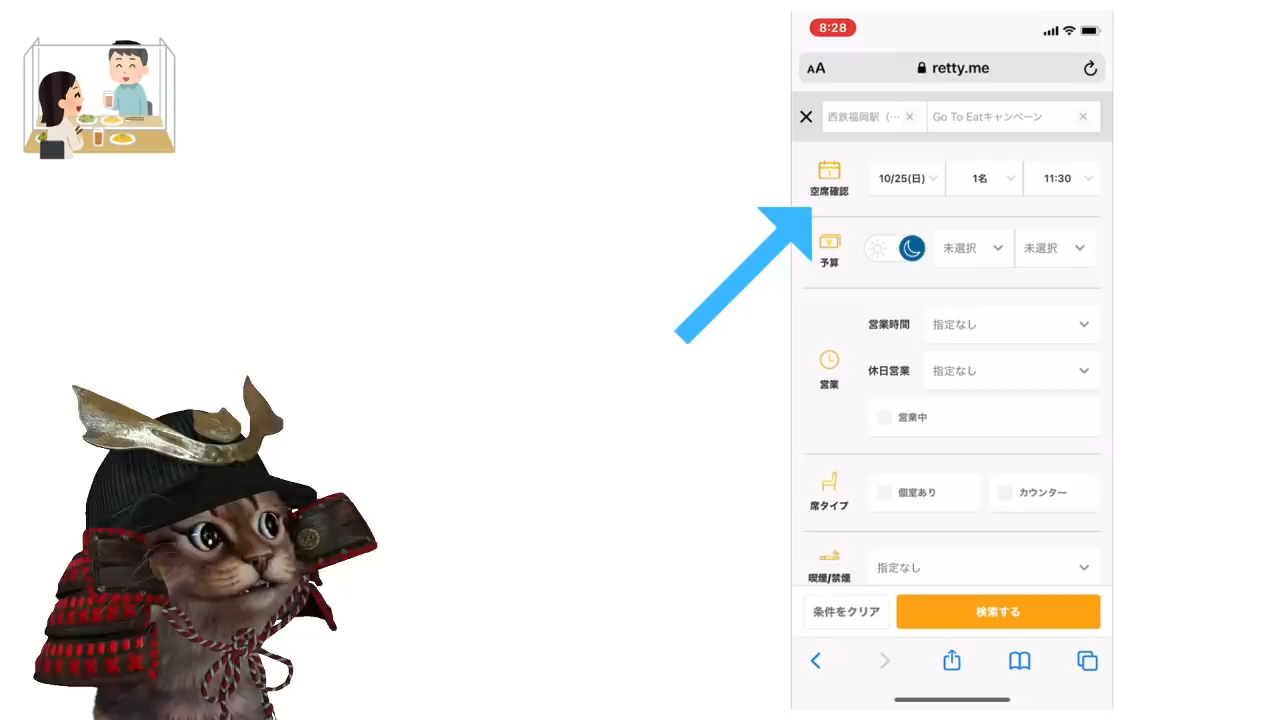 8:28
AA retty.me
西鉄福岡駅（… × Go To Eatキャンペーン ×
空席確認 10/25(日) 1名 11:30
予算 未選択 未選択
営業時間 指定なし
営業 休日営業 指定なし
営業中
席タイプ 個室あり カウンター
喫煙/禁煙 指定なし
条件をクリア 検索する